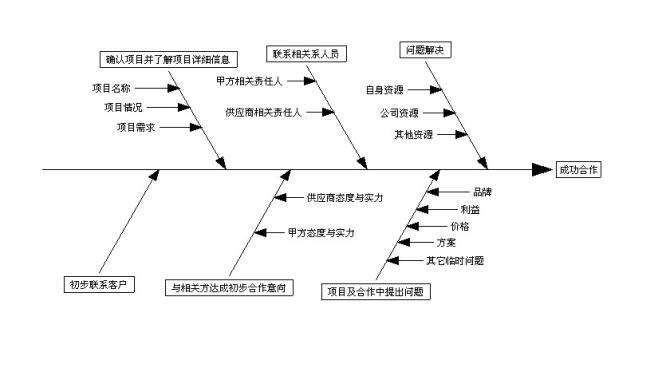 确认项目并了解项目详细信息
项目名称
项目情况
项目需求
联系相关系人员
甲方相关责任人
供应商相关责任人
问题解决
自身资源
公司资源
其他资源
成功合作
初步联系客户
与相关方达成初步合作意向
供应商态度与实力
甲方态度与实力
项目及合作中提出问题
品牌
利益
价格
方案
其它临时问题